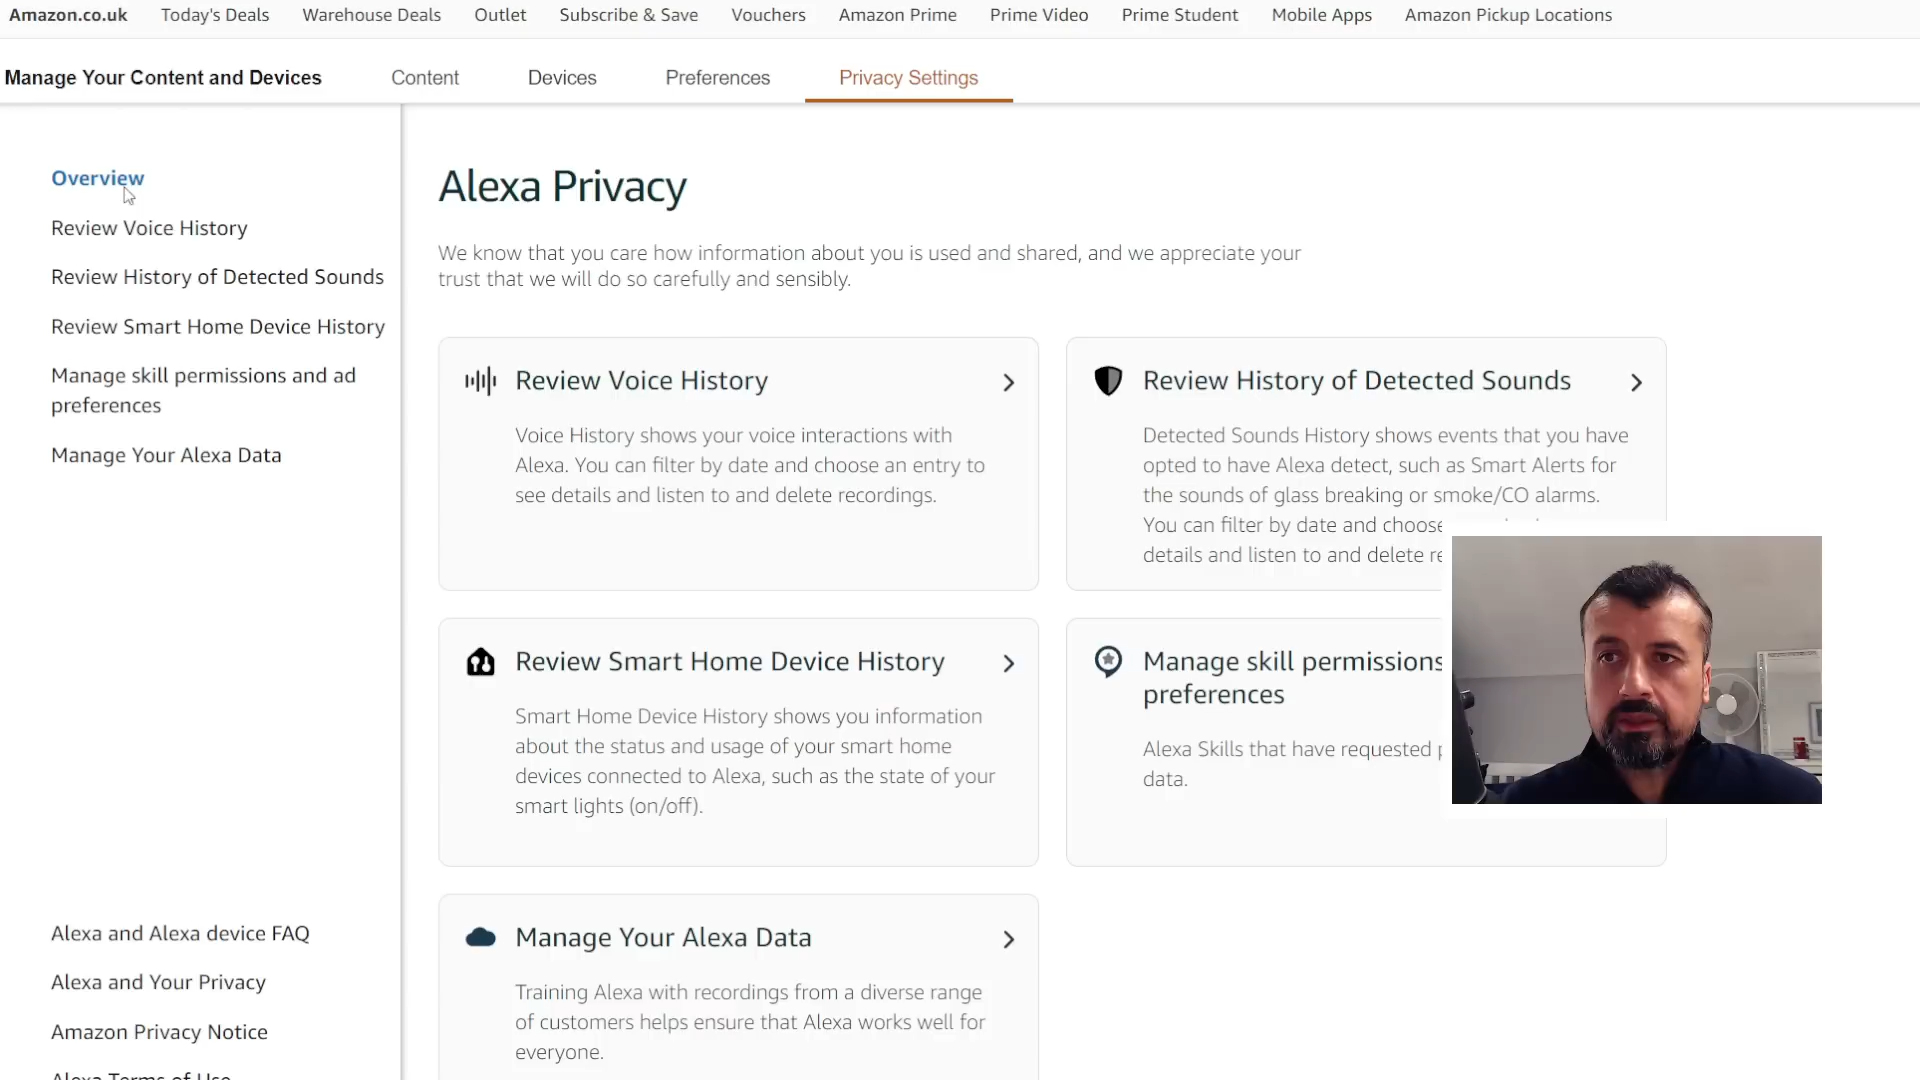 Amazon.co.uk Today's Deals Warehouse Deals Outlet Subscribe & Save Vouchers Amazon Prime Prime Video Prime Student Mobile Apps Amazon Pickup Locations
Manage Your Content and Devices Content Devices Preferences Privacy Settings
Overview
Review Voice History
Review History of Detected Sounds
Review Smart Home Device History
Manage skill permissions and ad
preferences
Manage Your Alexa Data
Alexa and Alexa device FAQ
Alexa and Your Privacy
Amazon Privacy Notice
Alexa Terms of Use
Alexa Privacy
We know that you care how information about you is used and shared, and we appreciate your
trust that we will do so carefully and sensibly.
Review Voice History
Voice History shows your voice interactions with
Alexa. You can filter by date and choose an entry to
see details and listen to and delete recordings.
Review History of Detected Sounds
Detected Sounds History shows events that you have
opted to have Alexa detect, such as Smart Alerts for
the sounds of glass breaking or smoke/CO alarms.
You can filter by date and choose
details and listen to and delete
Review Smart Home Device History
Smart Home Device History shows you information
about the status and usage of your smart home
devices connected to Alexa, such as the state of your
smart lights (on/off).
Manage skill permissions
preferences
Alexa Skills that have requested
data.
Manage Your Alexa Data
Training Alexa with recordings from a diverse range
of customers helps ensure that Alexa works well for
everyone.